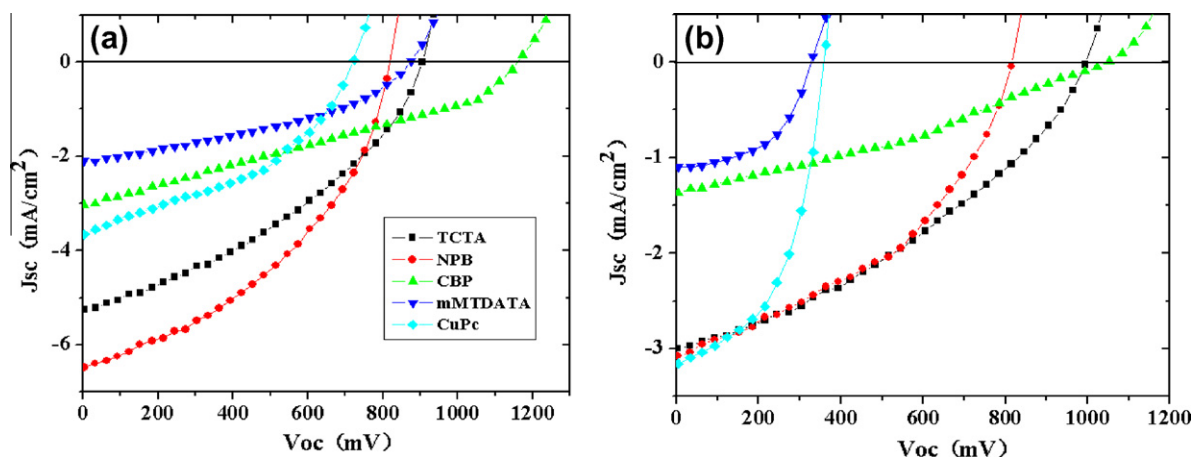 (a)
0
-2
-4
-6
Jsc (mA/cm²)
TCTA
NPB
CBP
mMTDATA
CuPc
0 200 400 600 800 1000 1200
Voc (mV)
(b)
0
-1
-2
-3
Jsc (mA/cm²)
0 200 400 600 800 1000 1200
Voc (mV)